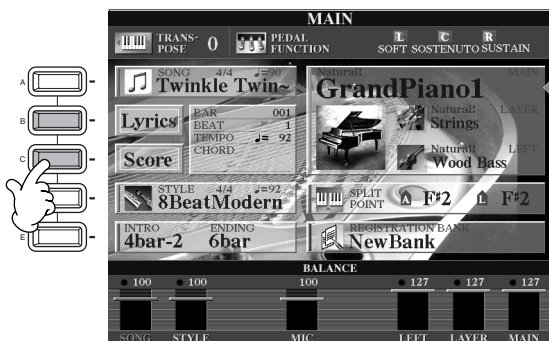 MAIN
TRANS-
POSE 0 PEDAL
FUNCTION L C R
SOFT SOSTENUTO SUSTAIN
SONG 4/4 ♩=90
Twinkle Twin~
Natural! MAIN
GrandPiano1
A
B
C
E
Lyrics
BAR 001
BEAT 1
TEMPO ♩= 92
CHORD
Score
Natural! LAYER
Strings
Natural! LEFT
Wood Bass
STYLE 4/4 ♩=92
8BeatModern
SPLIT
POINT A F#2 L F#2
INTRO ENDING
4bar-2 6bar
REGISTRATION BANK
NewBank
BALANCE
100 100 100 127 127 127
SONG STYLE MIC LEFT LAYER MAIN